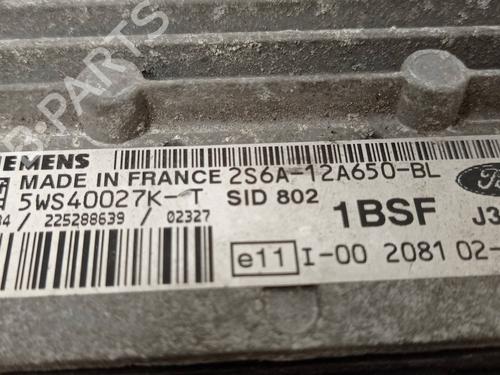 B-PARTS
SIEMENS
MADE IN FRANCE 2S6A-12A650-BL
5WS40027K-T SID 802
/ 225288639 / 02327 1BSF
e11 I-00 2081 02-